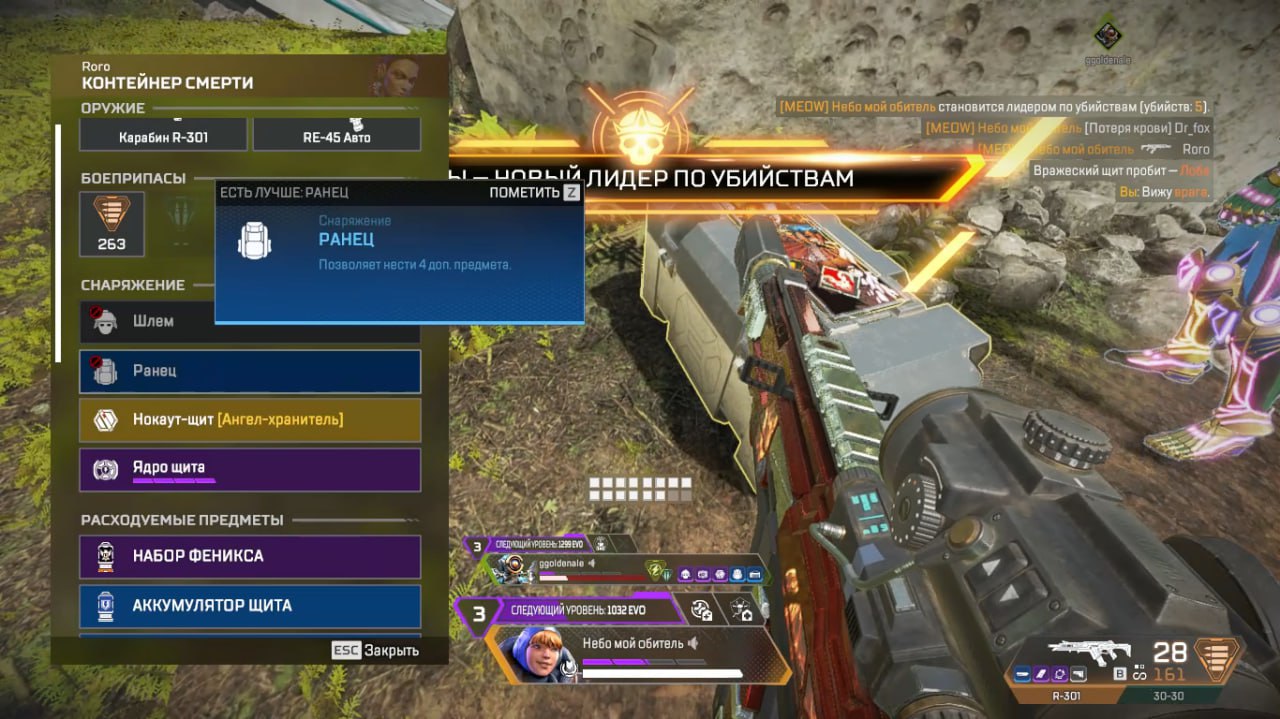 Roro
КОНТЕЙНЕР СМЕРТИ
ОРУЖИЕ
Карабин R-301
RE-45 Авто
БОЕПРИПАСЫ
263
--
ЕСТЬ ЛУЧШЕ: РАНЕЦ
ПОМЕТИТЬ Z
Снаряжение
РАНЕЦ
Позволяет нести 4 доп. предмета.
СНАРЯЖЕНИЕ
Шлем
Ранец
Нокаут-щит [Ангел-хранитель]
Ядро щита
РАСХОДУЕМЫЕ ПРЕДМЕТЫ
НАБОР ФЕНИКСА
АККУМУЛЯТОР ЩИТА
ESC Закрыть
ggoldenale
[MEOW] Небо мой обитель становится лидером по убийствам [убийств: 5].
[MEOW] Небо мой обитель [Потеря крови] Dr_fox
[MEOW] Небо мой обитель Roro
Вражеский щит пробит – Лоба
Вы: Вижу врага.
Ы – НОВЫЙ ЛИДЕР ПО УБИЙСТВАМ
3 СЛЕДУЮЩИЙ УРОВЕНЬ: 1299 EVO
ggoldenale
3 СЛЕДУЮЩИЙ УРОВЕНЬ: 1032 EVO
Небо мой обитель
28
B 161
R-301
30-30